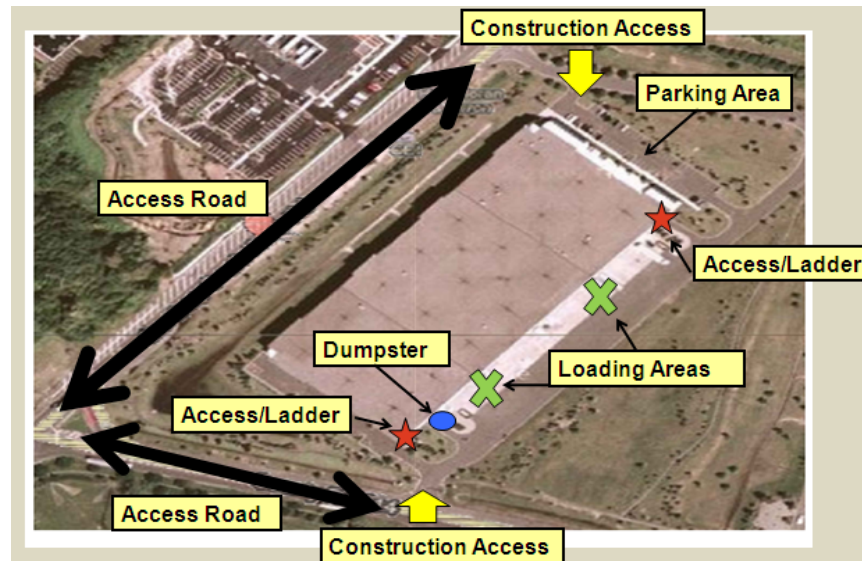 Construction Access
Parking Area
Access Road
Access/Ladder
Dumpster
Loading Areas
Access/Ladder
Access Road
Construction Access